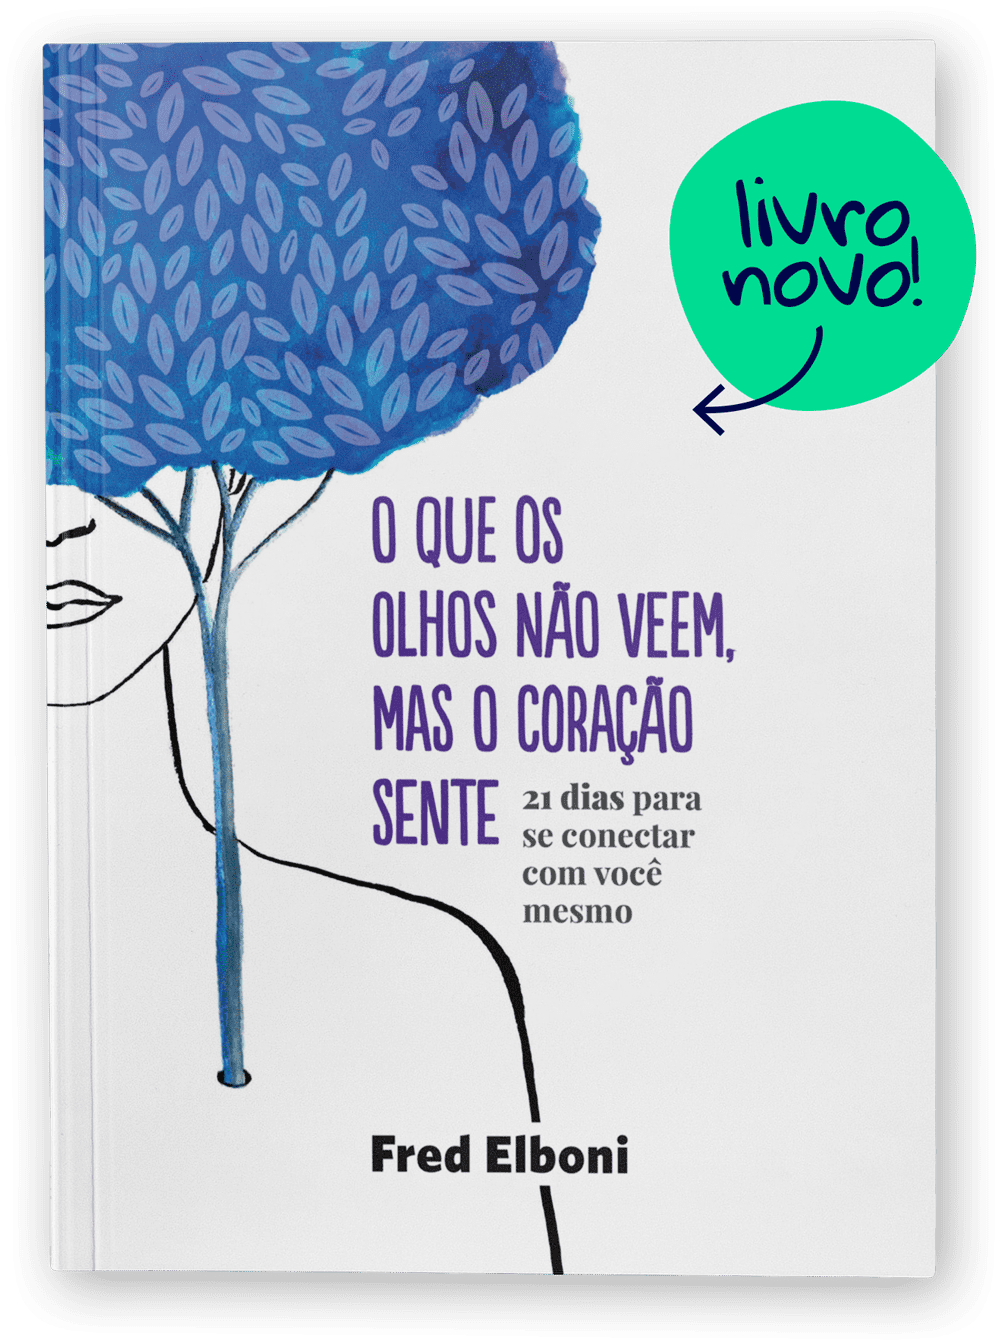 livro
novo!
O QUE OS
OLHOS NÃO VEEM,
MAS O CORAÇÃO
SENTE
21 dias para
se conectar
com você
mesmo
Fred Elboni